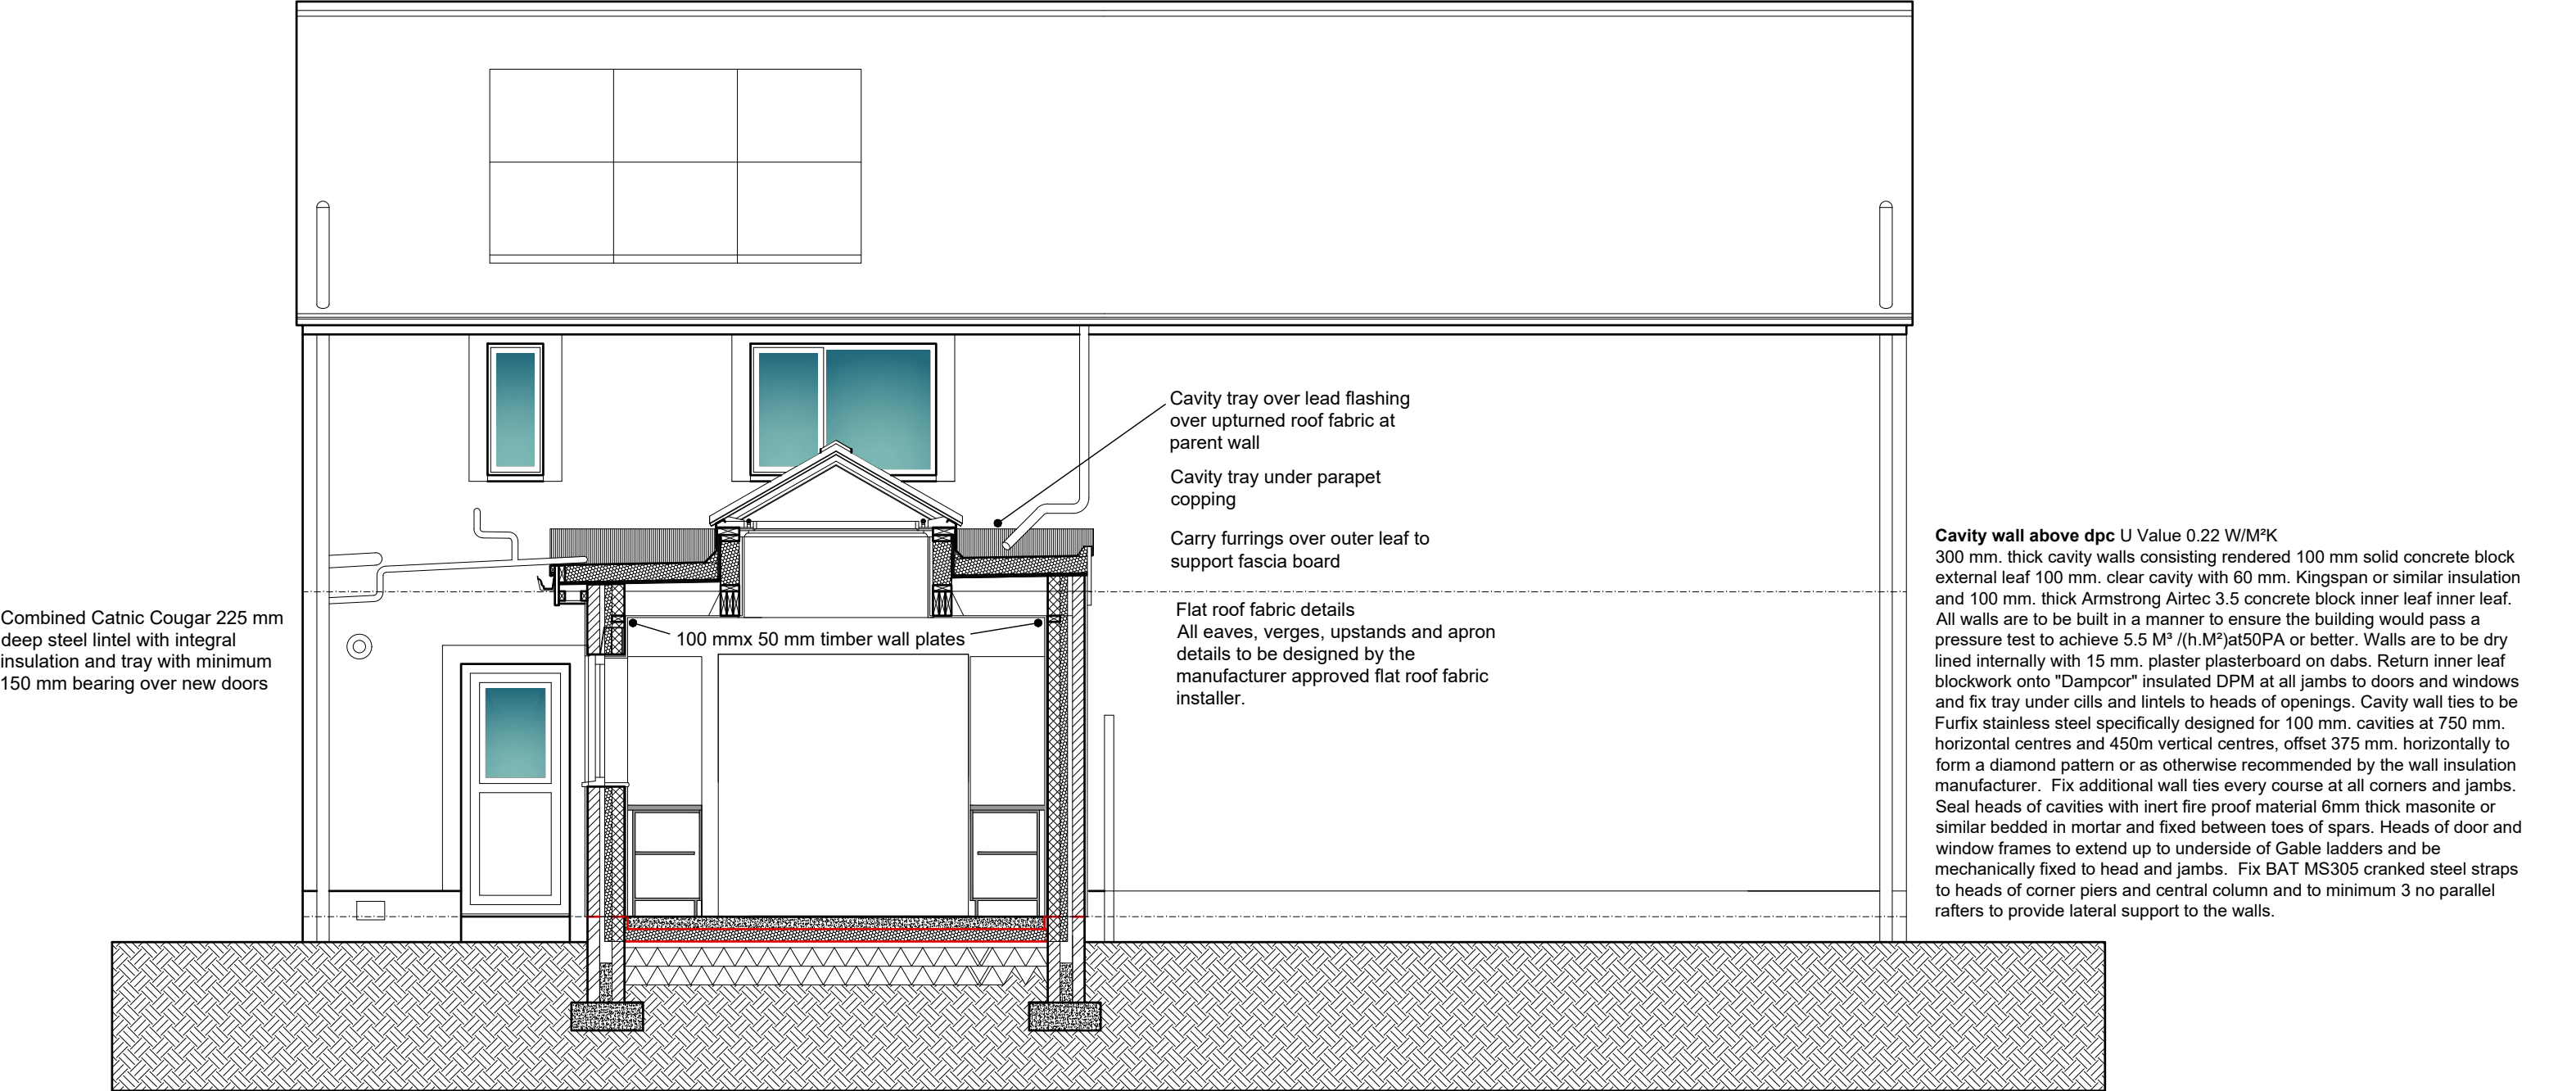 Cavity tray over lead flashing
over upturned roof fabric at
parent wall
Cavity tray under parapet
copping
Carry furrings over outer leaf to
support fascia board
Flat roof fabric details
All eaves, verges, upstands and apron
details to be designed by the
manufacturer approved flat roof fabric
installer.
Combined Catnic Cougar 225 mm
deep steel lintel with integral
insulation and tray with minimum
150 mm bearing over new doors
100 mmx 50 mm timber wall plates
Cavity wall above dpc U Value 0.22 W/M²K
300 mm. thick cavity walls consisting rendered 100 mm solid concrete block
external leaf 100 mm. clear cavity with 60 mm. Kingspan or similar insulation
and 100 mm. thick Armstrong Airtec 3.5 concrete block inner leaf inner leaf.
All walls are to be built in a manner to ensure the building would pass a
pressure test to achieve 5.5 M³ /(h.M²)at50PA or better. Walls are to be dry
lined internally with 15 mm. plaster plasterboard on dabs. Return inner leaf
blockwork onto "Dampcor" insulated DPM at all jambs to doors and windows
and fix tray under cills and lintels to heads of openings. Cavity wall ties to be
Furfix stainless steel specifically designed for 100 mm. cavities at 750 mm.
horizontal centres and 450m vertical centres, offset 375 mm. horizontally to
form a diamond pattern or as otherwise recommended by the wall insulation
manufacturer.  Fix additional wall ties every course at all corners and jambs.
Seal heads of cavities with inert fire proof material 6mm thick masonite or
similar bedded in mortar and fixed between toes of spars. Heads of door and
window frames to extend up to underside of Gable ladders and be
mechanically fixed to head and jambs.  Fix BAT MS305 cranked steel straps
to heads of corner piers and central column and to minimum 3 no parallel
rafters to provide lateral support to the walls.